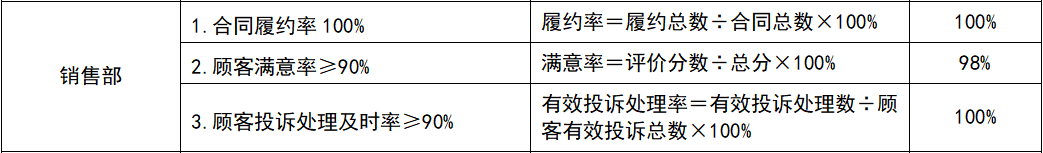 销售部
1.合同履约率100%
履约率＝履约总数÷合同总数×100%
100%
2.顾客满意率≥90%
满意率＝评价分数÷总分×100%
98%
3.顾客投诉处理及时率≥90%
有效投诉处理率＝有效投诉处理数÷顾
客有效投诉总数×100%
100%